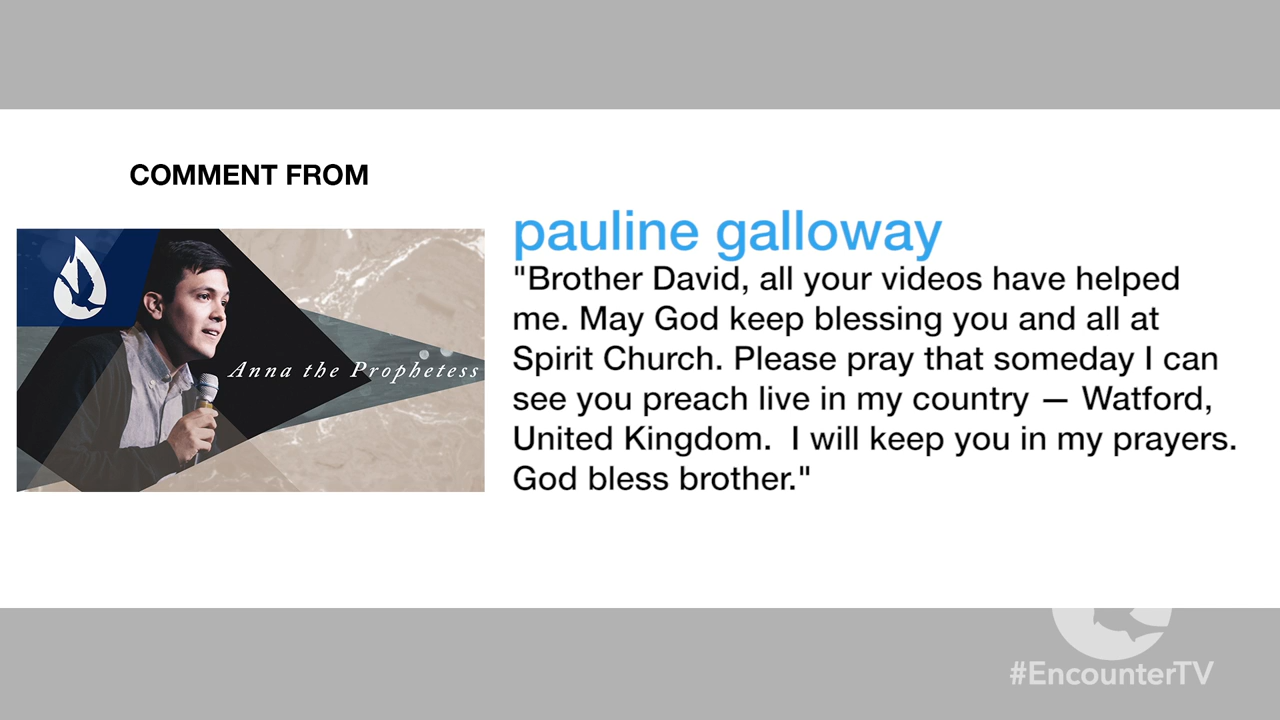 COMMENT FROM
Anna the Prophetess
pauline galloway
"Brother David, all your videos have helped
me. May God keep blessing you and all at
Spirit Church. Please pray that someday I can
see you preach live in my country — Watford,
United Kingdom.  I will keep you in my prayers.
God bless brother."
#EncounterTV